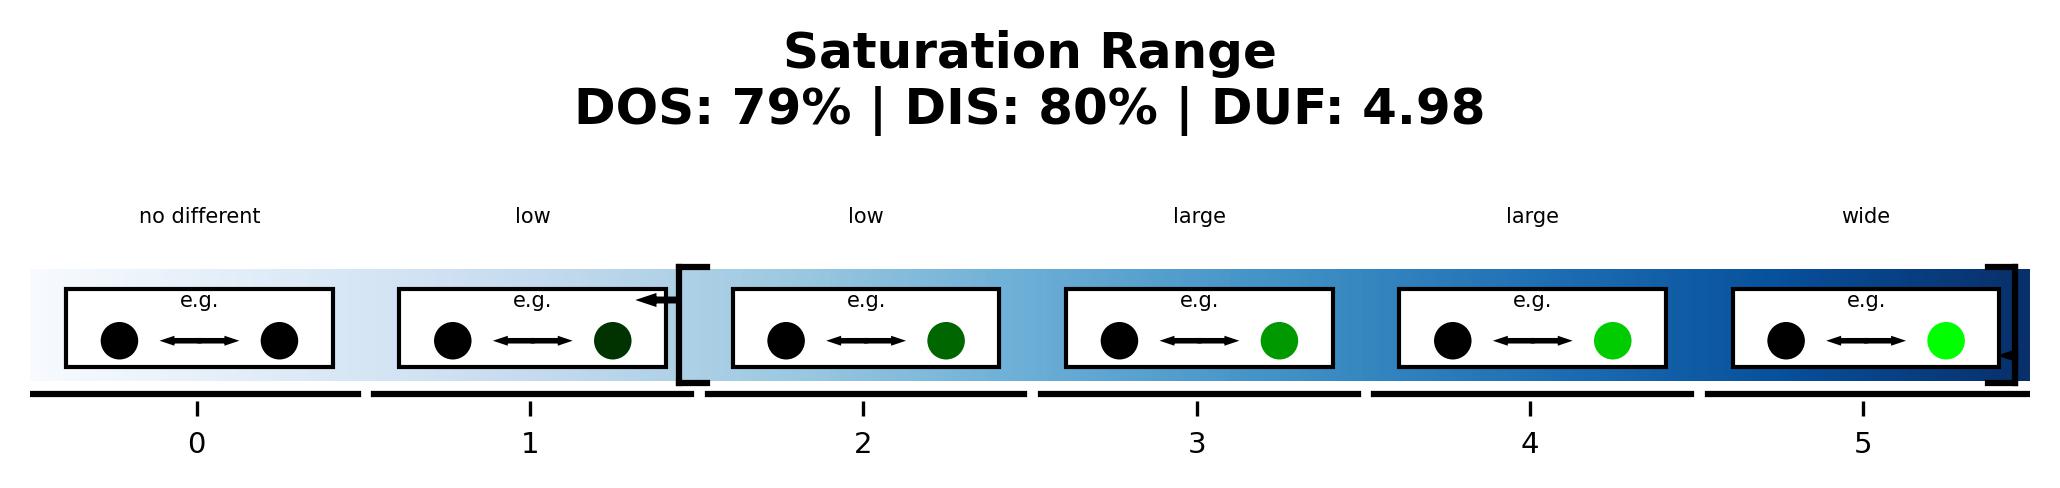 Saturation Range
DOS: 79% | DIS: 80% | DUF: 4.98
no different low low large large wide
e.g. e.g. e.g. e.g. e.g. e.g.
0 1 2 3 4 5